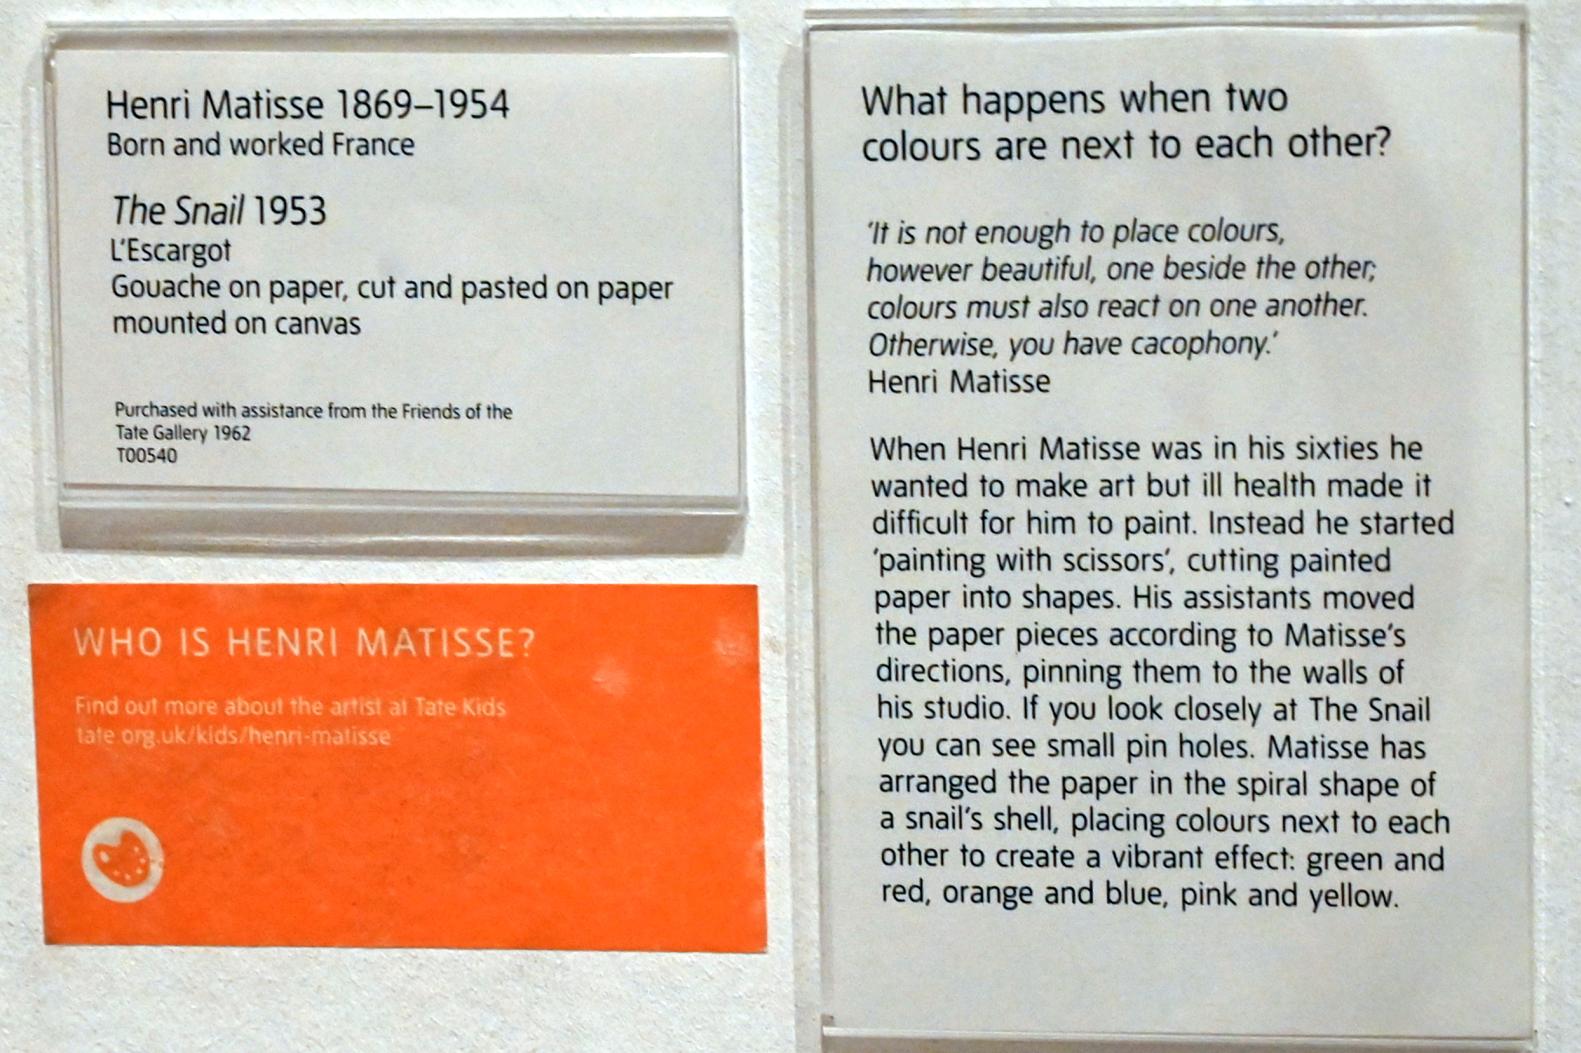 Henri Matisse 1869–1954
Born and worked France
The Snail 1953
L'Escargot
Gouache on paper, cut and pasted on paper
mounted on canvas
Purchased with assistance from the Friends of the
Tate Gallery 1962
T00540
WHO IS HENRI MATISSE?
Find out more about the artist at Tate Kids
tate.org.uk/kids/henri-matisse
What happens when two
colours are next to each other?
'It is not enough to place colours,
however beautiful, one beside the other;
colours must also react on one another.
Otherwise, you have cacophony.'
Henri Matisse
When Henri Matisse was in his sixties he
wanted to make art but ill health made it
difficult for him to paint. Instead he started
'painting with scissors', cutting painted
paper into shapes. His assistants moved
the paper pieces according to Matisse's
directions, pinning them to the walls of
his studio. If you look closely at The Snail
you can see small pin holes. Matisse has
arranged the paper in the spiral shape of
a snail's shell, placing colours next to each
other to create a vibrant effect: green and
red, orange and blue, pink and yellow.